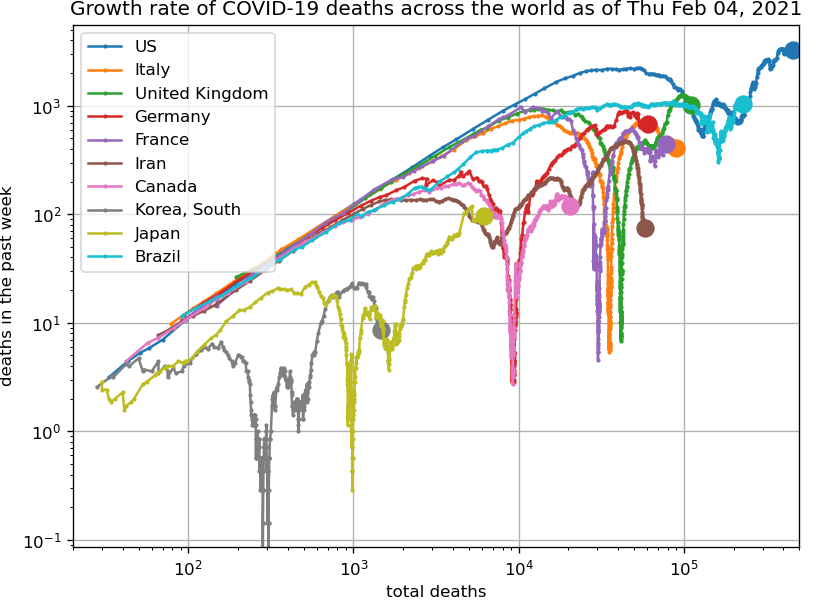 Growth rate of COVID-19 deaths across the world as of Thu Feb 04, 2021
US
Italy
United Kingdom
Germany
France
Iran
Canada
Korea, South
Japan
Brazil
deaths in the past week
10³
10²
10¹
10⁰
10⁻¹
10²
10³
10⁴
10⁵
total deaths